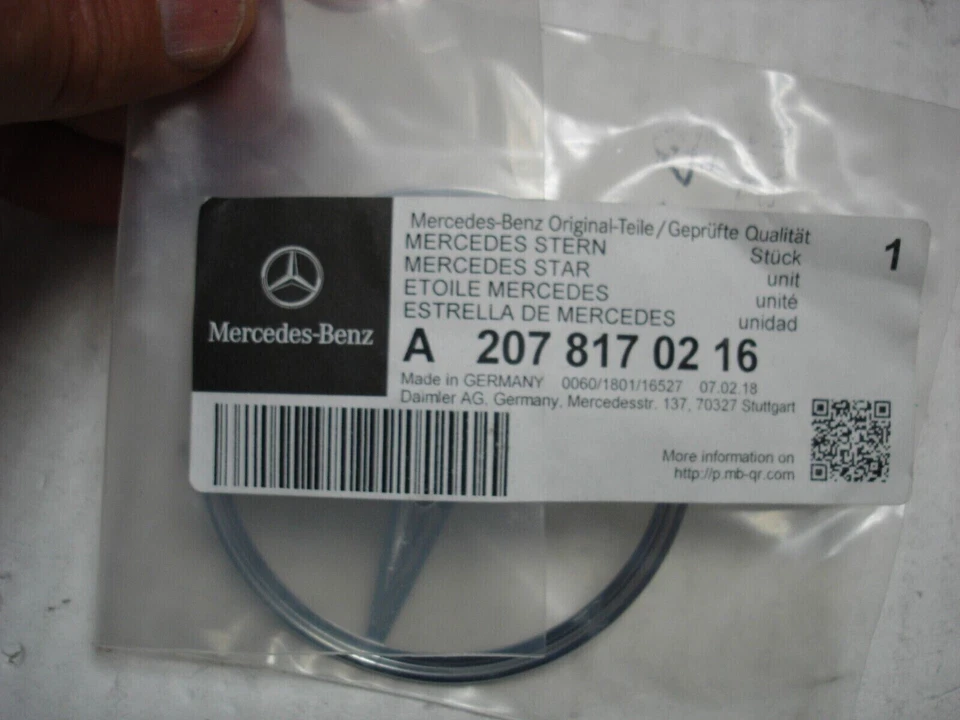 Mercedes-Benz
Mercedes-Benz Original-Teile/Geprüfte Qualität
MERCEDES STERN Stück 1
MERCEDES STAR unit
ETOILE MERCEDES unité
ESTRELLA DE MERCEDES unidad
A 207 817 02 16
Made in GERMANY 0060/1801/16527 07.02.18
Daimler AG, Germany, Mercedesstr. 137, 70327 Stuttgart
More information on
http://p.mb-qr.com